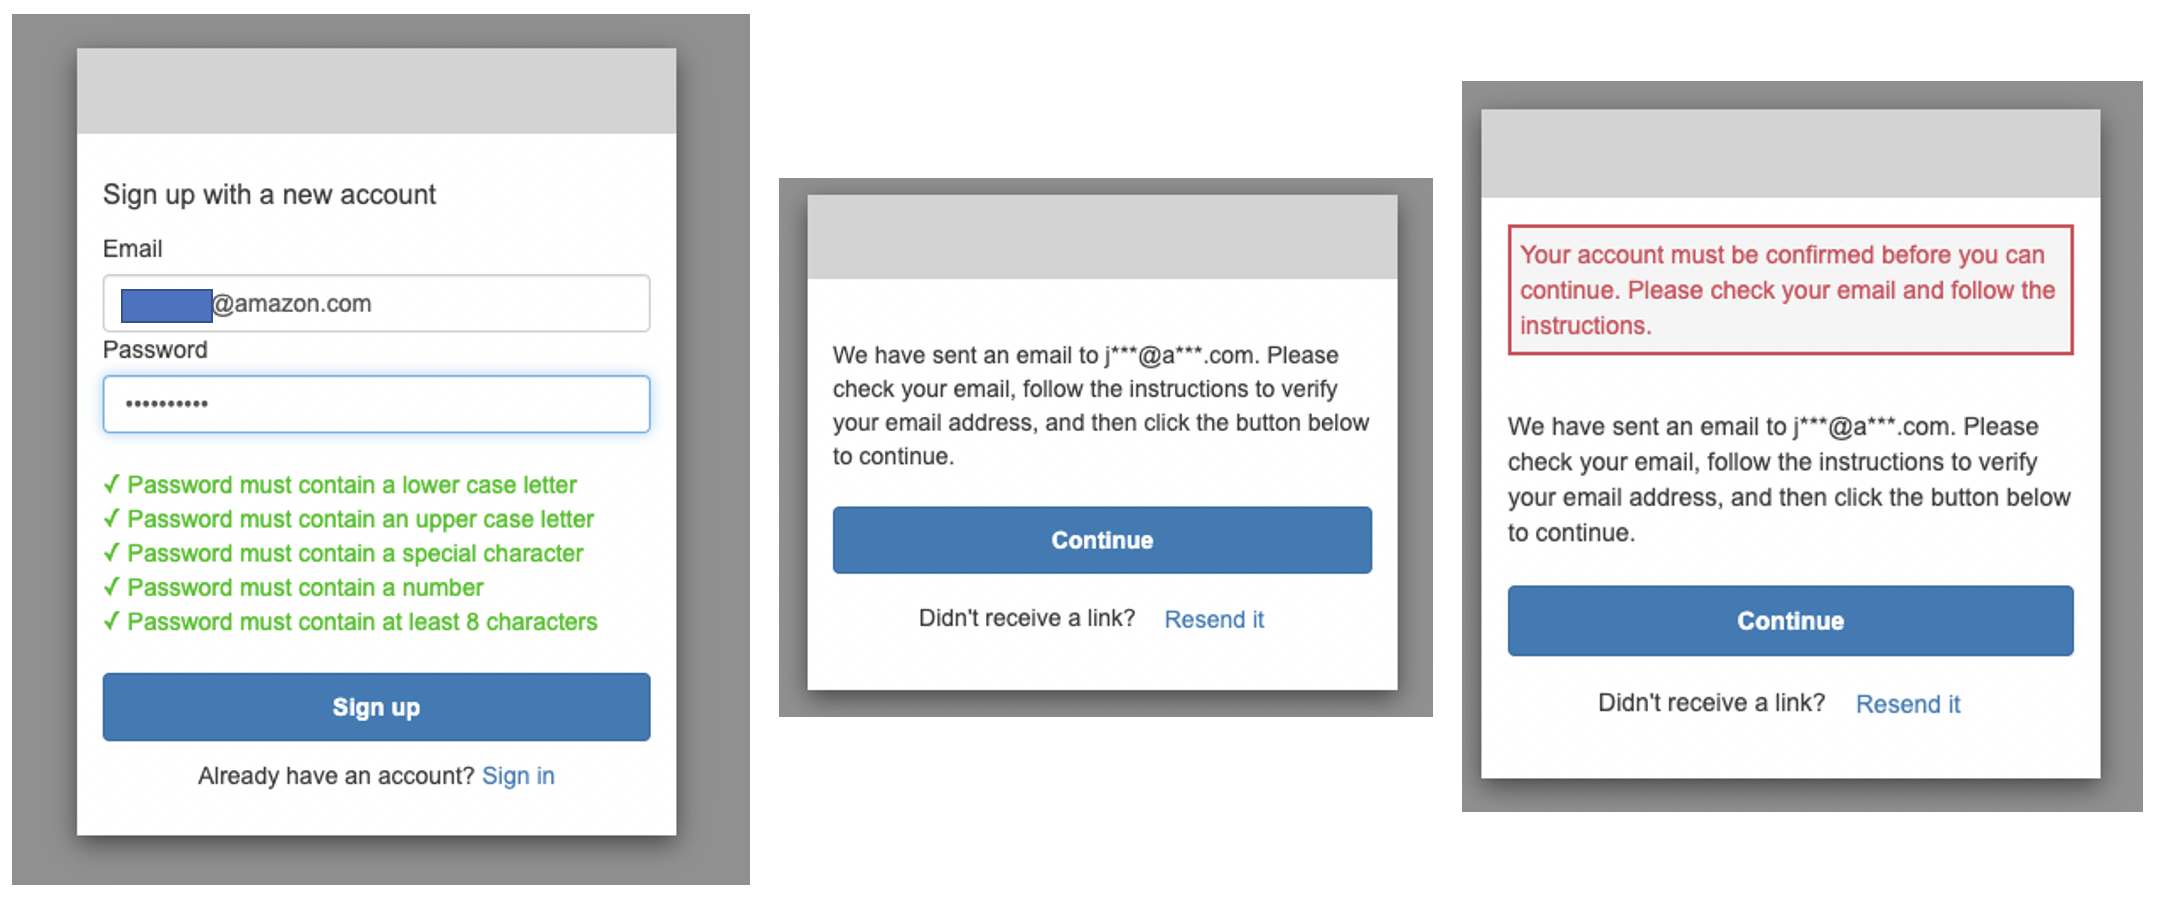 Sign up with a new account
Email
@amazon.com
Password
••••••••••
✓ Password must contain a lower case letter
✓ Password must contain an upper case letter
✓ Password must contain a special character
✓ Password must contain a number
✓ Password must contain at least 8 characters
Sign up
Already have an account? Sign in
We have sent an email to j***@a***.com. Please
check your email, follow the instructions to verify
your email address, and then click the button below
to continue.
Continue
Didn't receive a link? Resend it
Your account must be confirmed before you can
continue. Please check your email and follow the
instructions.
We have sent an email to j***@a***.com. Please
check your email, follow the instructions to verify
your email address, and then click the button below
to continue.
Continue
Didn't receive a link? Resend it